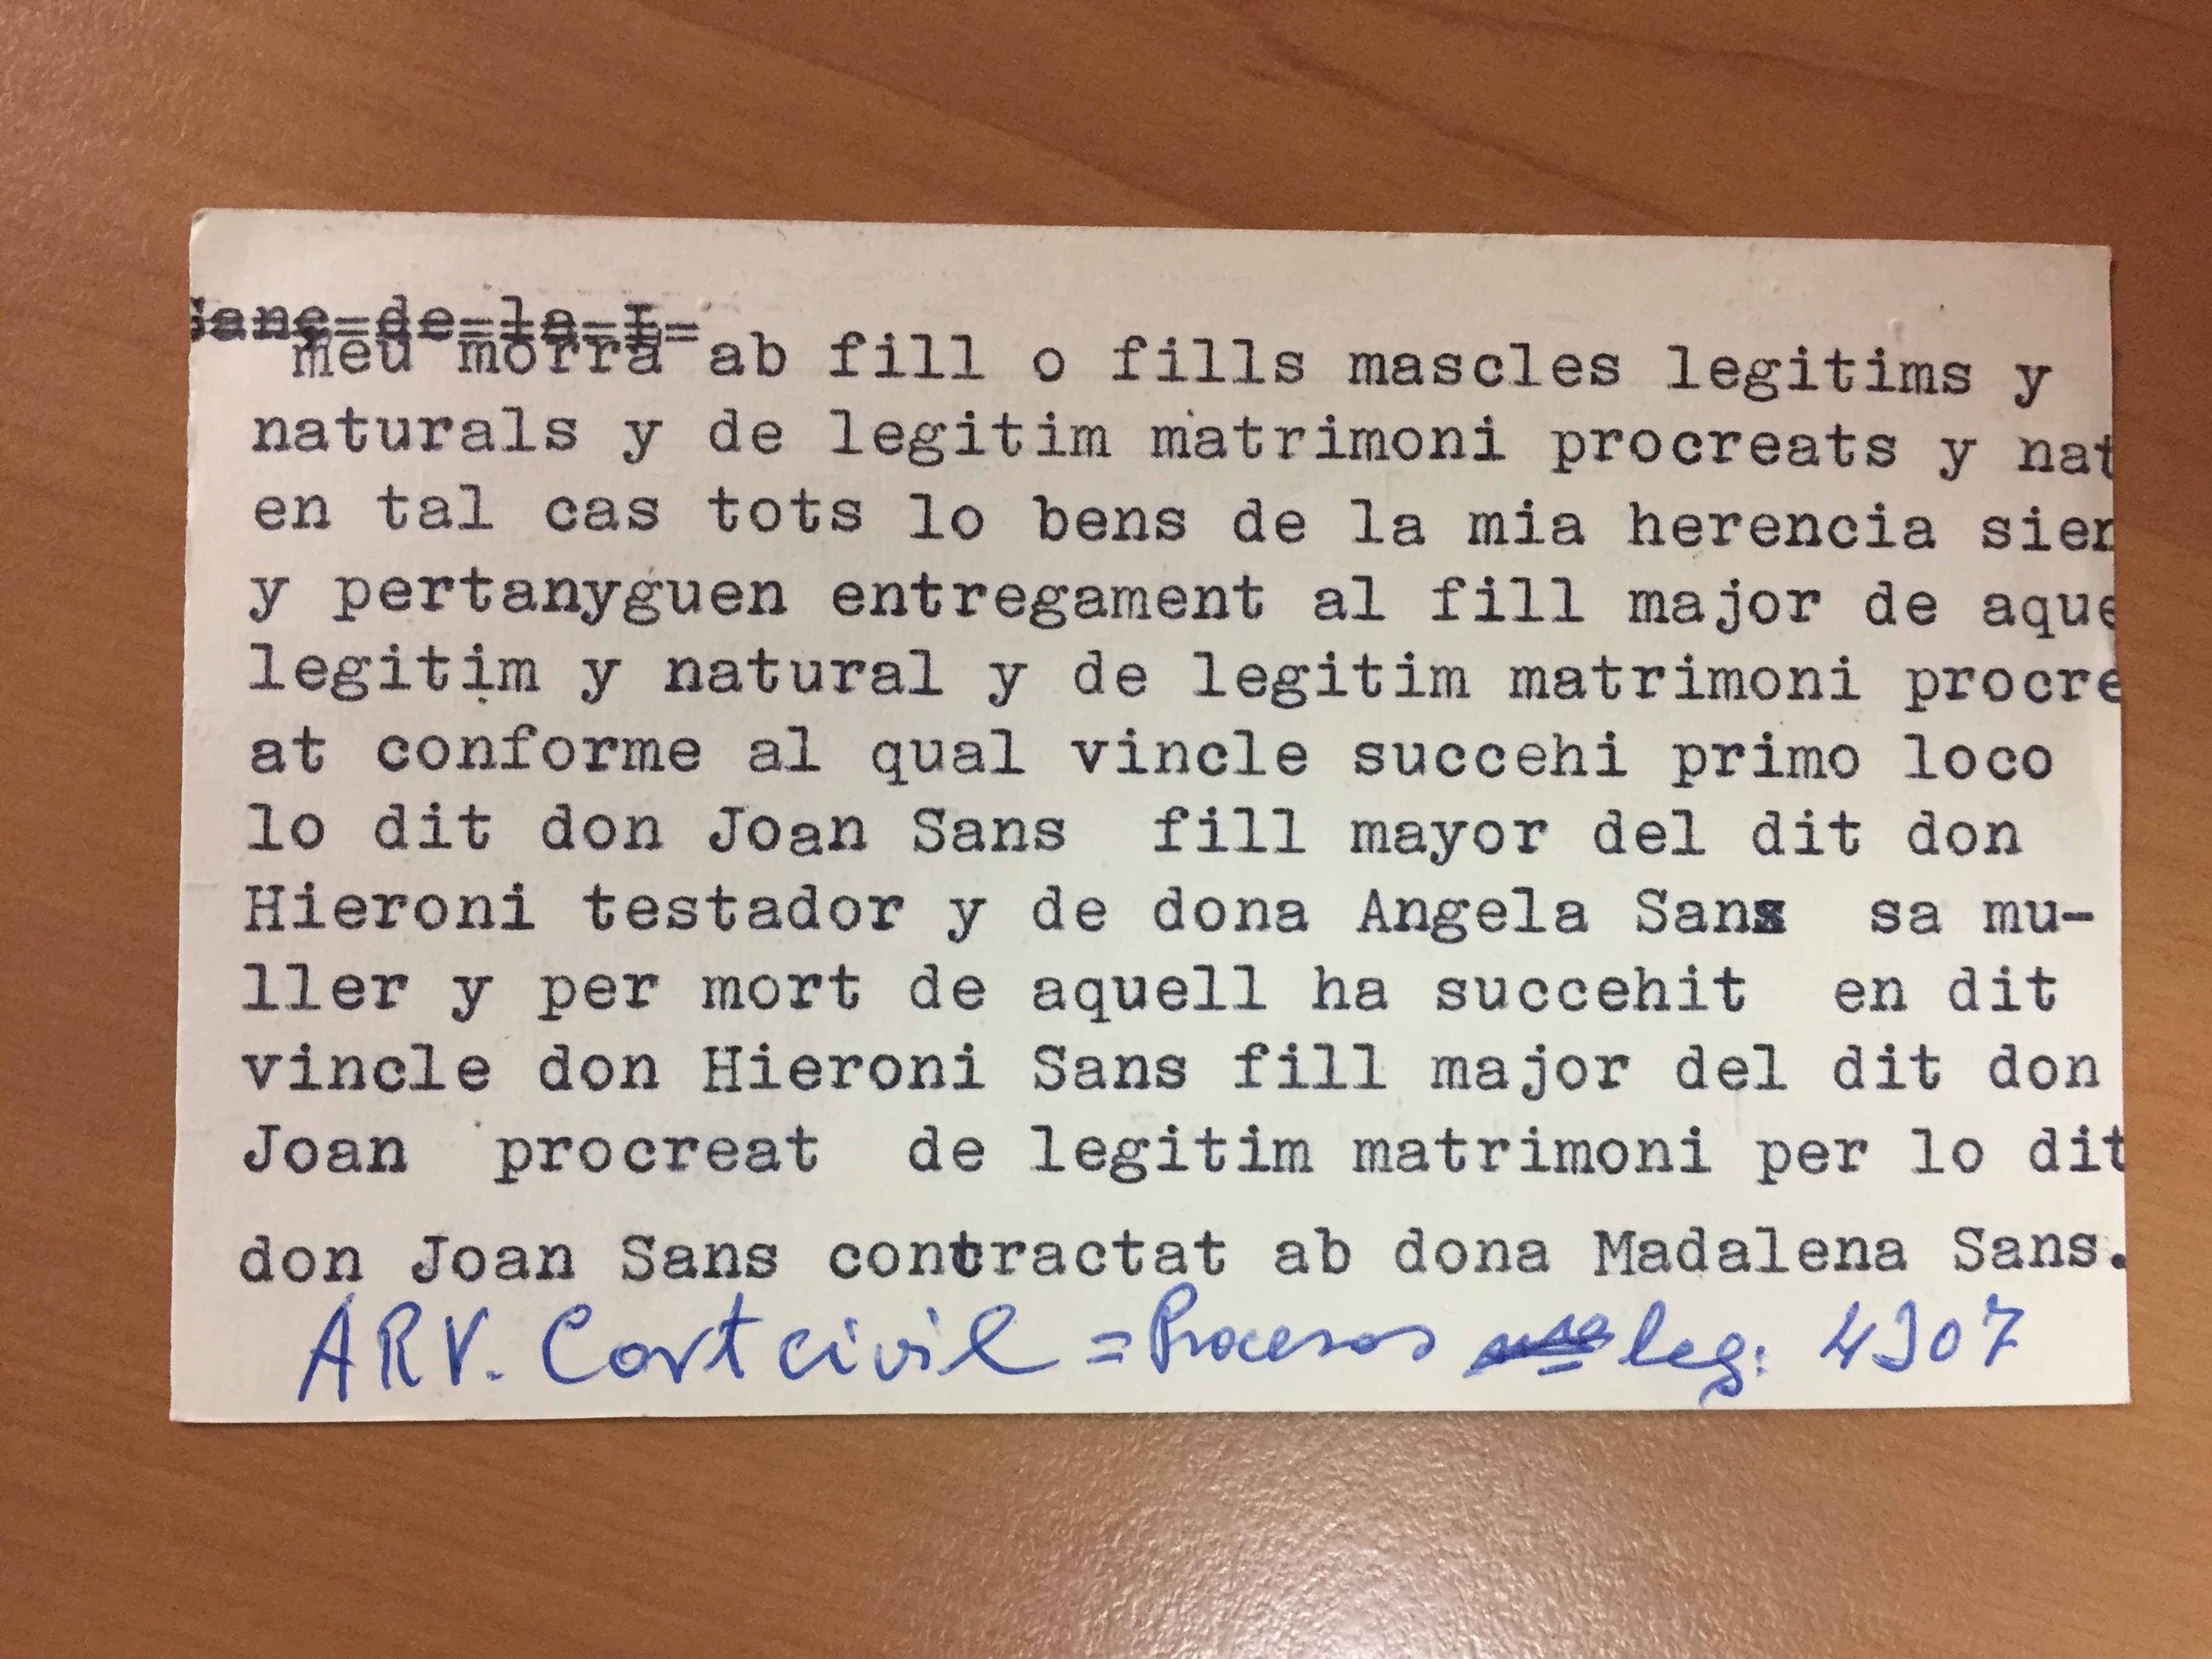 meu morra ab fill o fills mascles legitims y
naturals y de legitim matrimoni procreats y nat
en tal cas tots lo bens de la mia herencia sien
y pertanyguen entregament al fill major de aque
legitim y natural y de legitim matrimoni procre
at conforme al qual vincle succehi primo loco
lo dit don Joan Sans fill mayor del dit don
Hieroni testador y de dona Angela Sans sa mu-
ller y per mort de aquell ha succehit en dit
vincle don Hieroni Sans fill major del dit don
Joan procreat de legitim matrimoni per lo dit
don Joan Sans contractat ab dona Madalena Sans.
ARV. Cort civil = Procesos leg: 4307